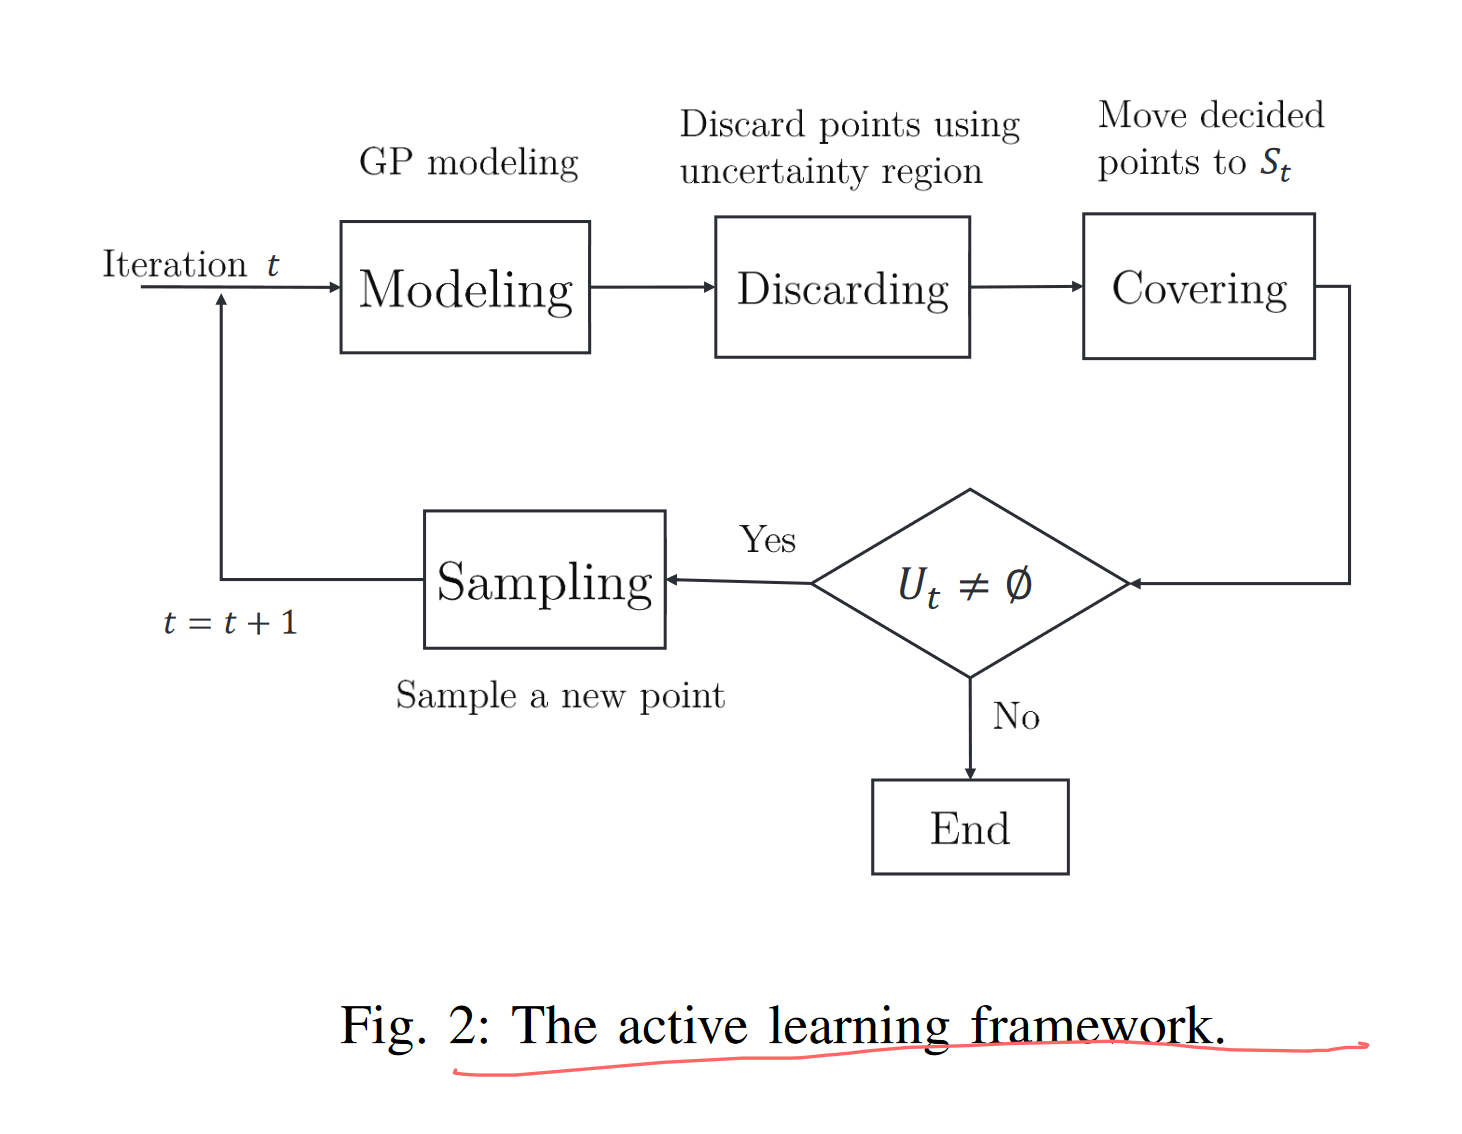 GP modeling
Discard points using
uncertainty region
Move decided
points to S_t
Iteration t
Modeling
Discarding
Covering
Sampling
Yes
U_t ≠ ∅
t = t + 1
Sample a new point
No
End
Fig. 2: The active learning framework.